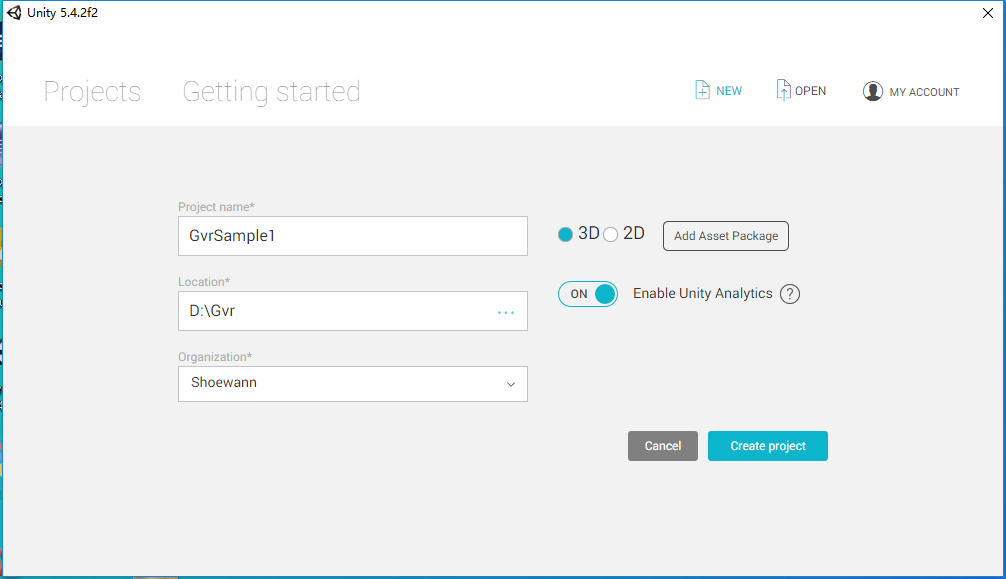 Unity 5.4.2f2
Projects Getting started NEW OPEN MY ACCOUNT
Project name*
GvrSample1 3D 2D Add Asset Package
Location*
D:\Gvr ... ON Enable Unity Analytics ?
Organization*
Shoewann
Cancel Create project